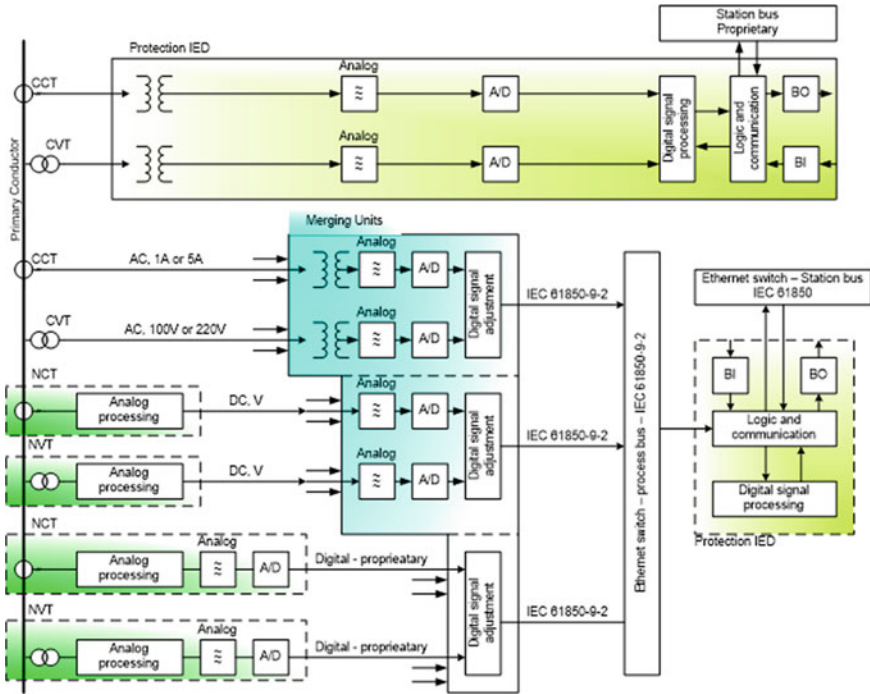 Station bus
Proprietary
Protection IED
Primary Conductor
CCT
Analog
A/D
Digital signal
processing
Logic and
communication
BO
CVT
Analog
A/D
BI
Merging Units
CCT
AC, 1A or 5A
Analog
A/D
Digital signal
adjustment
IEC 61850-9-2
CVT
AC, 100V or 220V
Analog
A/D
Ethernet switch – process bus – IEC 61850-9-2
Ethernet switch – Station bus
IEC 61850
NCT
Analog
processing
DC, V
Analog
A/D
Digital signal
adjustment
IEC 61850-9-2
BI
BO
Logic and
communication
NVT
Analog
processing
DC, V
Analog
A/D
Digital signal
processing
Protection IED
NCT
Analog
processing
Analog
A/D
Digital - proprieatary
Digital signal
adjustment
IEC 61850-9-2
NVT
Analog
processing
Analog
A/D
Digital - proprieatary